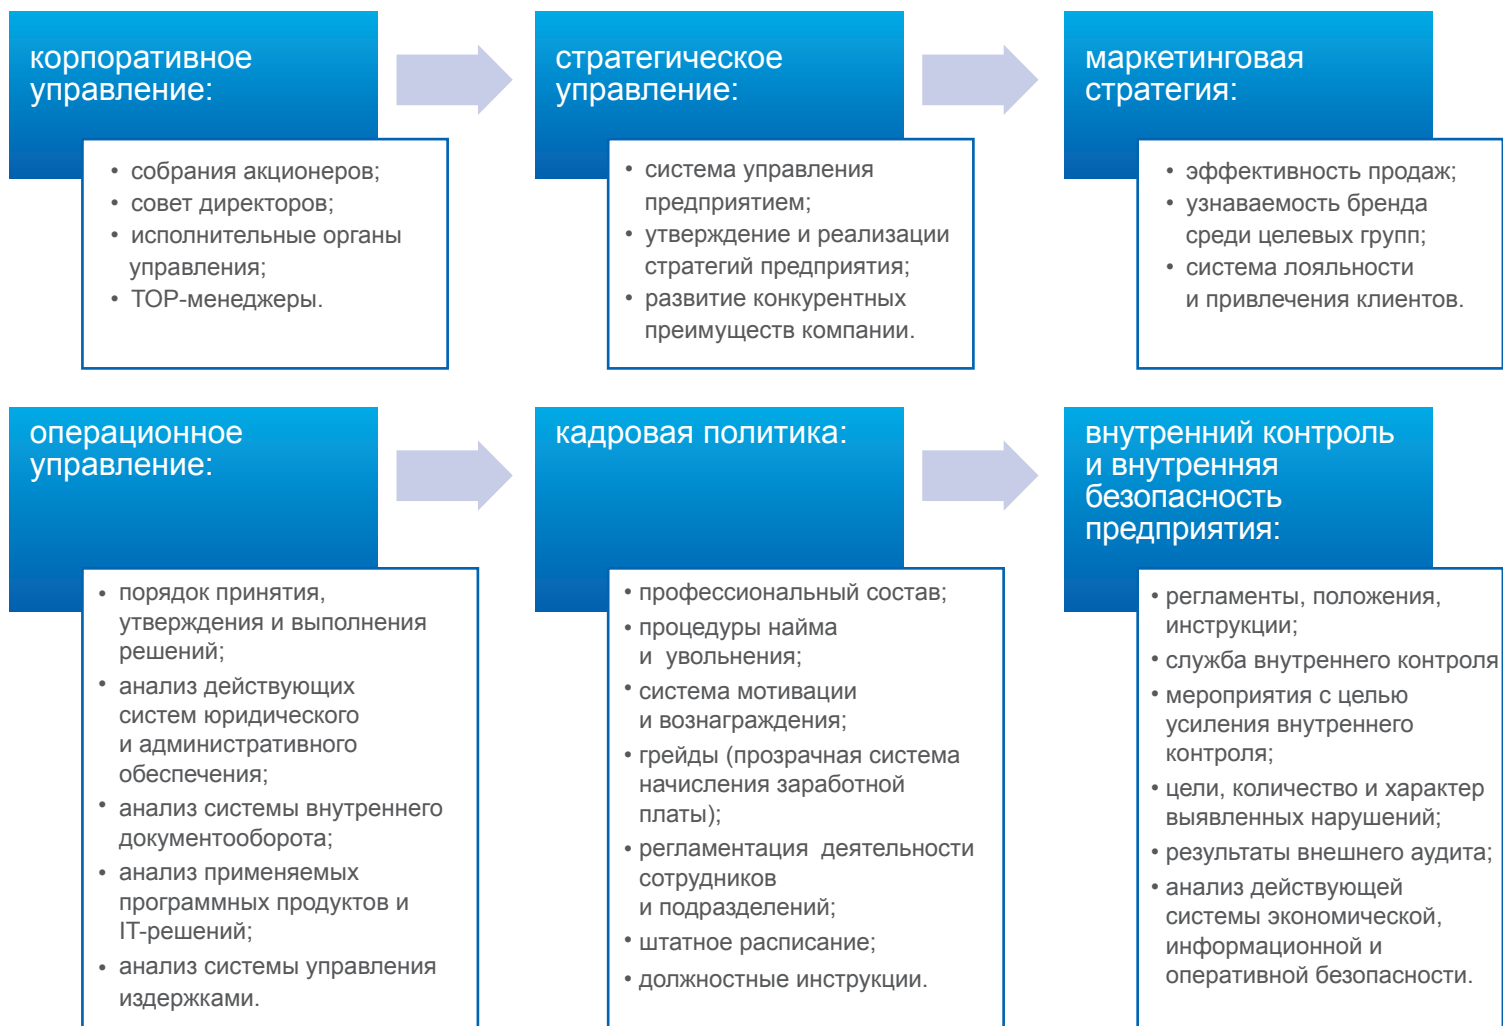 корпоративное
управление:
• собрания акционеров;
• совет директоров;
• исполнительные органы
управления;
• TOP-менеджеры.
стратегическое
управление:
• система управления
предприятием;
• утверждение и реализации
стратегий предприятия;
• развитие конкурентных
преимуществ компании.
маркетинговая
стратегия:
• эффективность продаж;
• узнаваемость бренда
среди целевых групп;
• система лояльности
и привлечения клиентов.
операционное
управление:
• порядок принятия,
утверждения и выполнения
решений;
• анализ действующих
систем юридического
и административного
обеспечения;
• анализ системы внутреннего
документооборота;
• анализ применяемых
программных продуктов и
IT-решений;
• анализ системы управления
издержками.
кадровая политика:
• профессиональный состав;
• процедуры найма
и увольнения;
• система мотивации
и вознаграждения;
• грейды (прозрачная система
начисления заработной
платы);
• регламентация деятельности
сотрудников
и подразделений;
• штатное расписание;
• должностные инструкции.
внутренний контроль
и внутренняя
безопасность
предприятия:
• регламенты, положения,
инструкции;
• служба внутреннего контроля
• мероприятия с целью
усиления внутреннего
контроля;
• цели, количество и характер
выявленных нарушений;
• результаты внешнего аудита;
• анализ действующей
системы экономической,
информационной и
оперативной безопасности.